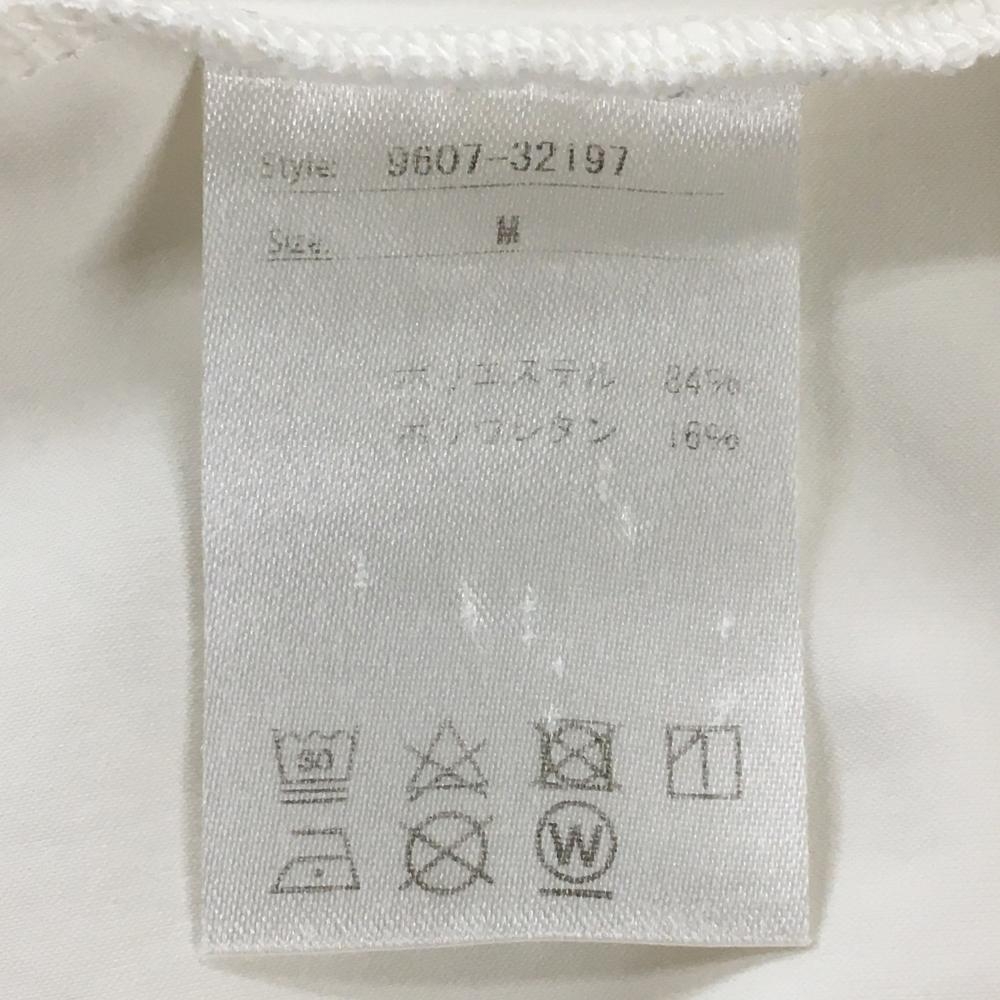 Style: 9607-32197
Size: M
ポリエステル 84%
ポリウレタン 16%
30
W